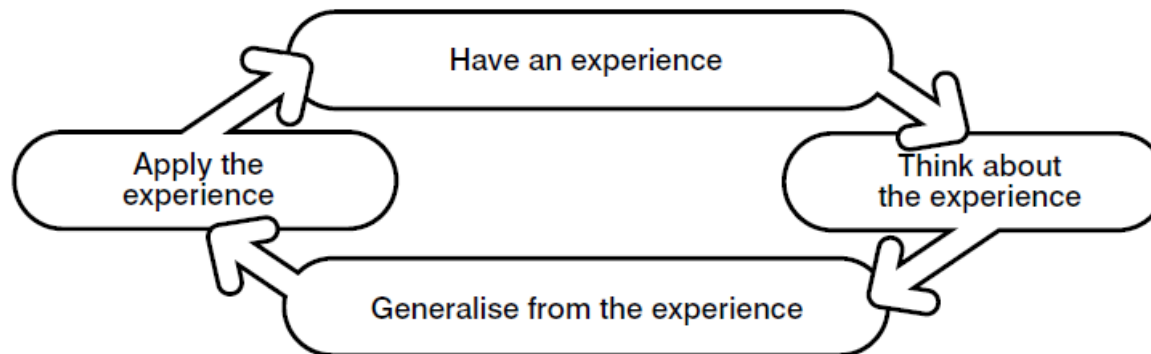 Have an experience
Think about
the experience
Generalise from the experience
Apply the
experience